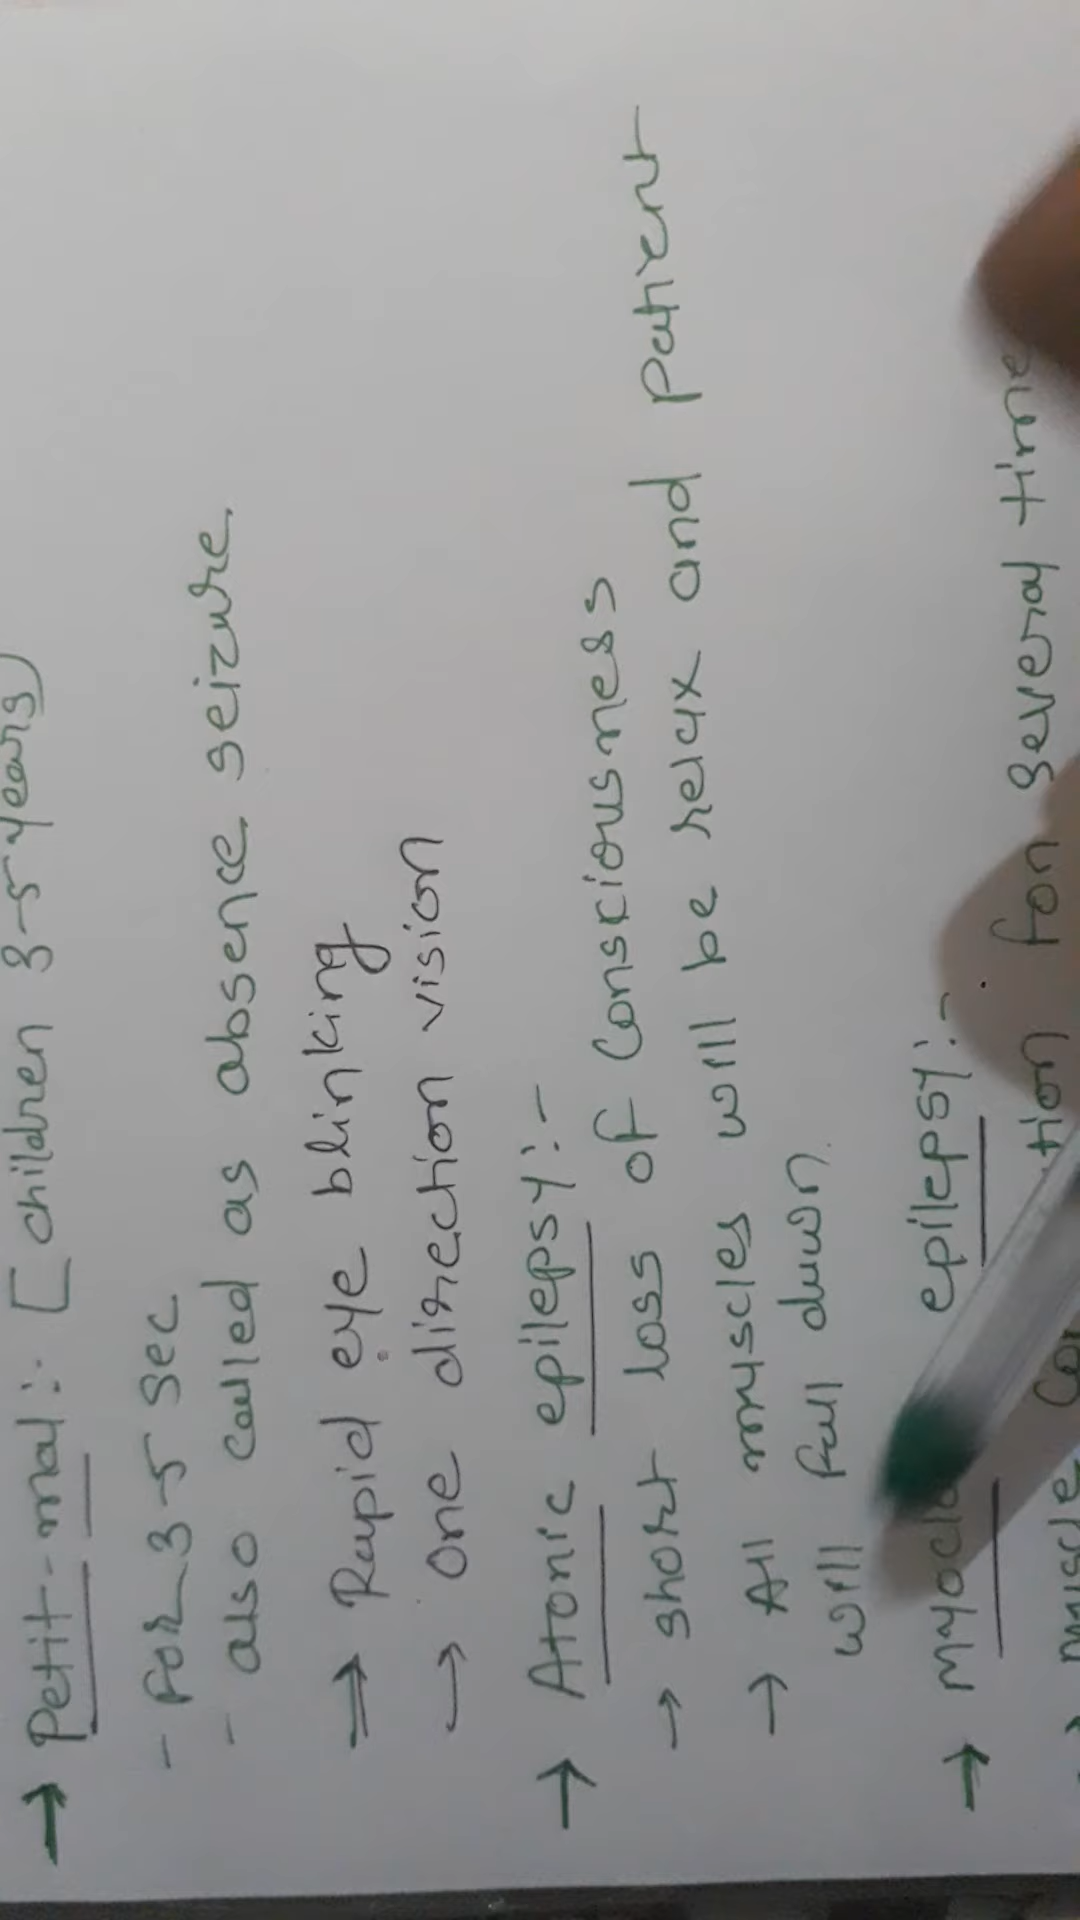 → Petit-mal:- [children 3-5 years]
- For 3-5 sec
- also called as absence seizure.
⇒ Rapid eye blinking
→ one direction vision
→ Atonic epilepsy:-
→ short loss of consciousness
→ All muscles will be relax and patient
will fall down.
→ epilepsy:-
for several time